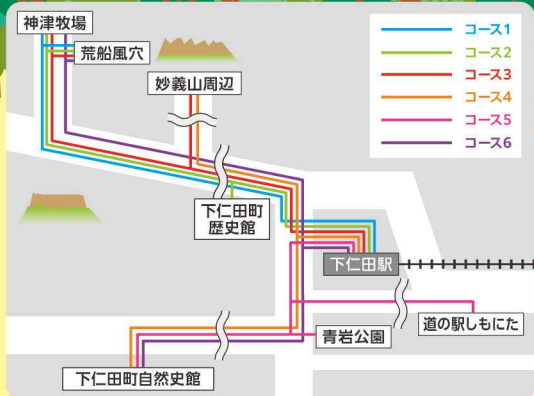 神津牧場
荒船風穴
妙義山周辺
コース1
コース2
コース3
コース4
コース5
コース6
下仁田町
歴史館
下仁田駅
道の駅しもにた
青岩公園
下仁田町自然史館